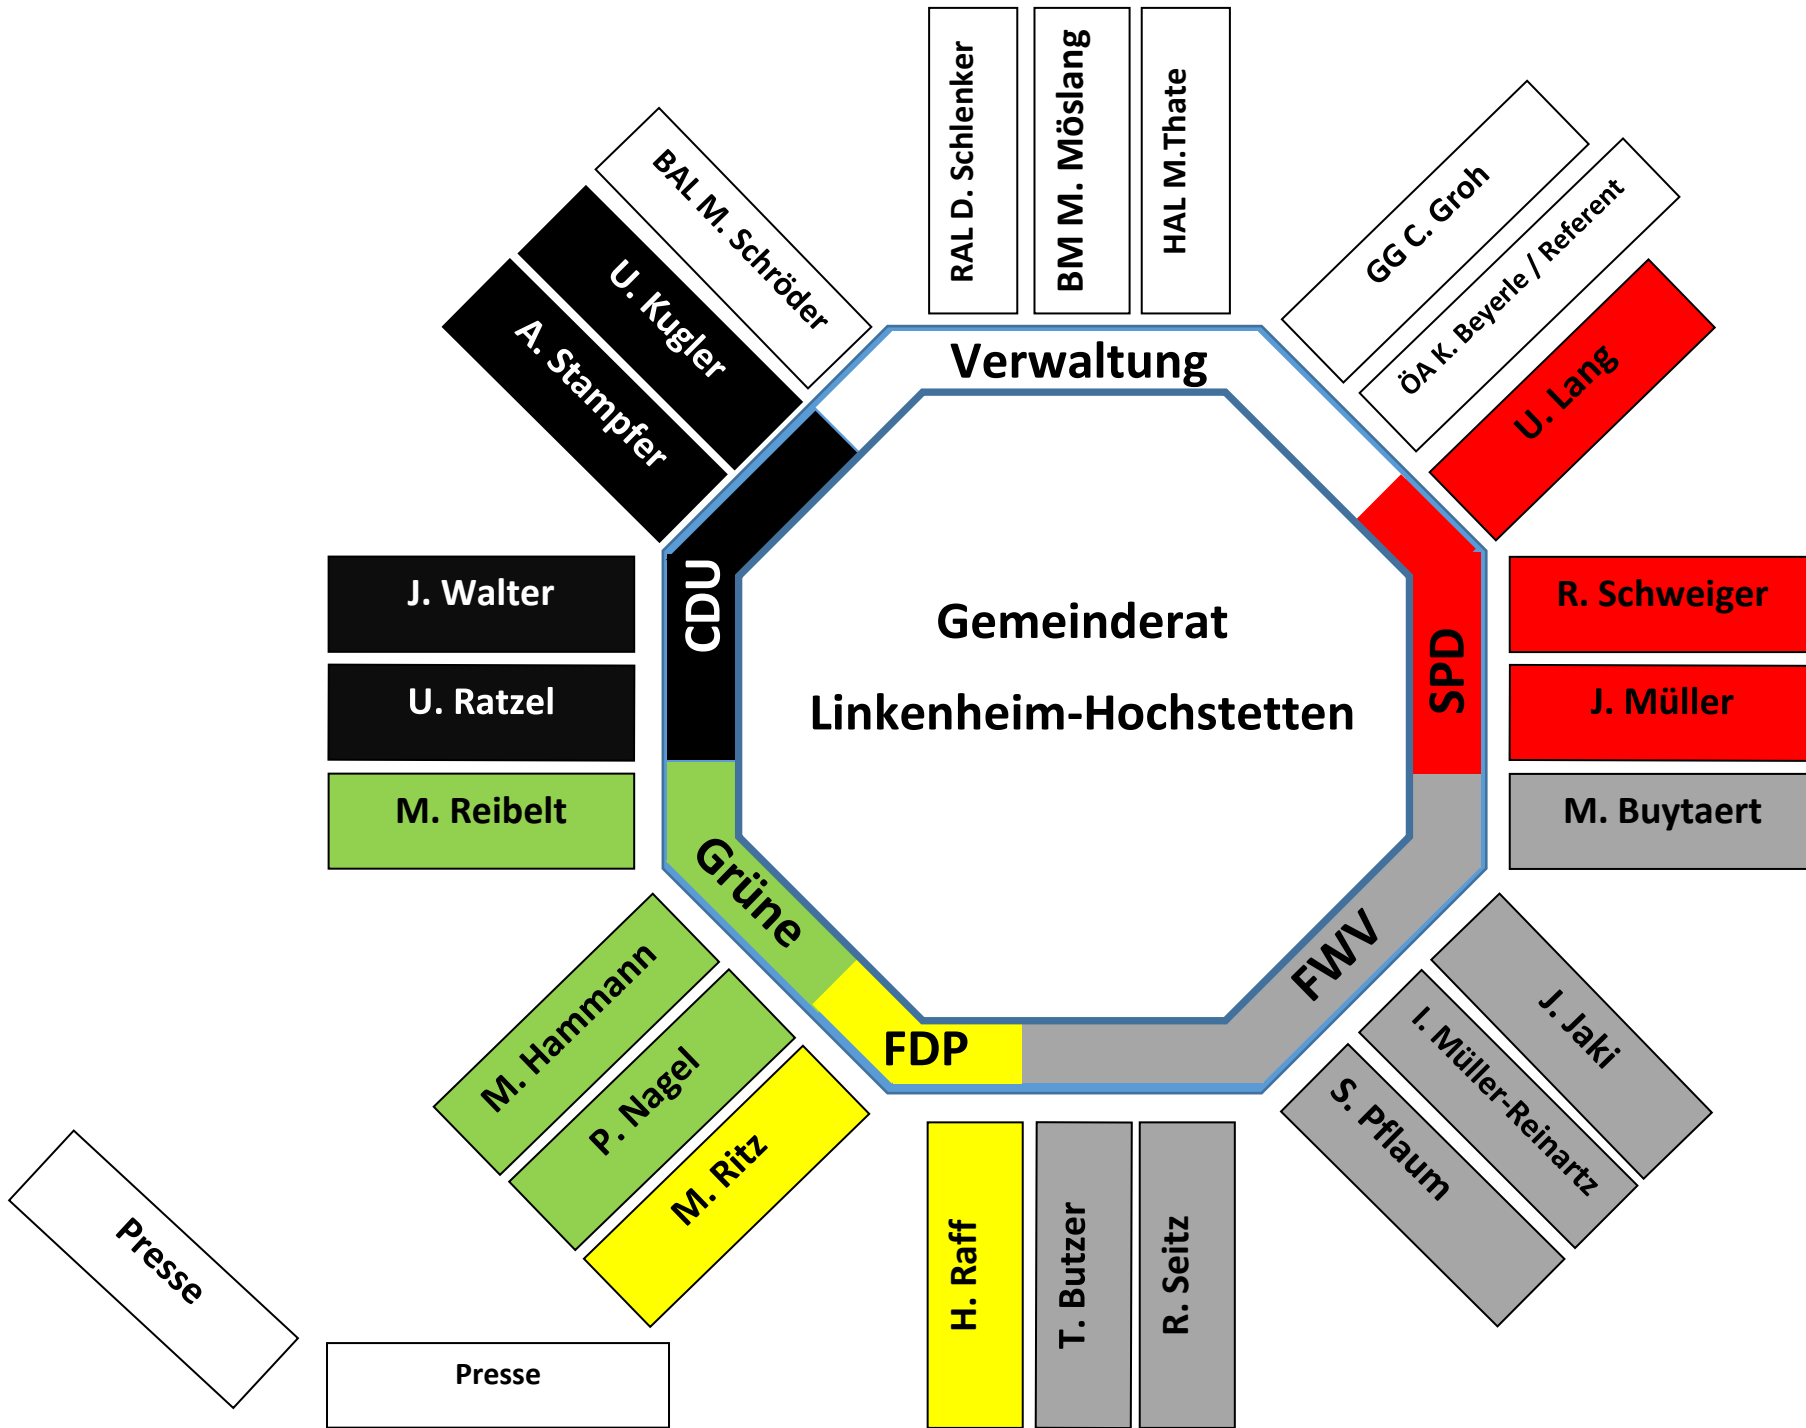 RAL D. Schlenker
BM M. Möslang
HAL M.Thate
BAL M. Schröder
U. Kugler
A. Stampfer
GG C. Groh
ÖA K. Beyerle / Referent
U. Lang
Verwaltung
J. Walter
U. Ratzel
M. Reibelt
CDU
Gemeinderat
Linkenheim-Hochstetten
SPD
R. Schweiger
J. Müller
M. Buytaert
Grüne
FWV
FDP
M. Hammann
P. Nagel
M. Ritz
H. Raff
T. Butzer
R. Seitz
S. Pflaum
I. Müller-Reinartz
J. Jaki
Presse
Presse